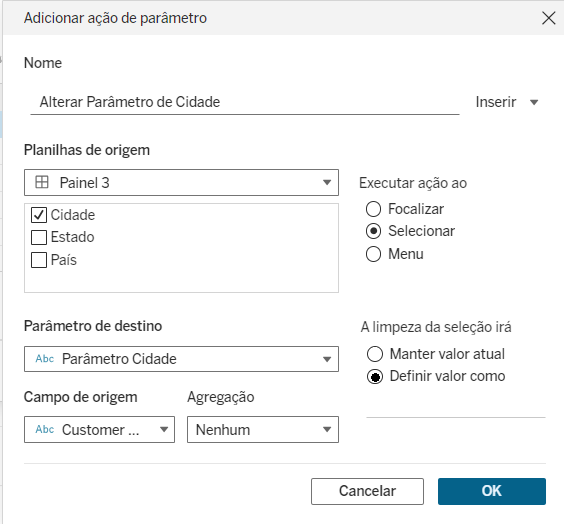 Adicionar ação de parâmetro
Nome
Alterar Parâmetro de Cidade
Inserir
Planilhas de origem
Painel 3
Executar ação ao
Cidade
Focalizar
Estado
Selecionar
País
Menu
Parâmetro de destino
A limpeza da seleção irá
Abc Parâmetro Cidade
Manter valor atual
Definir valor como
Campo de origem
Agregação
Abc Customer ...
Nenhum
Cancelar
OK